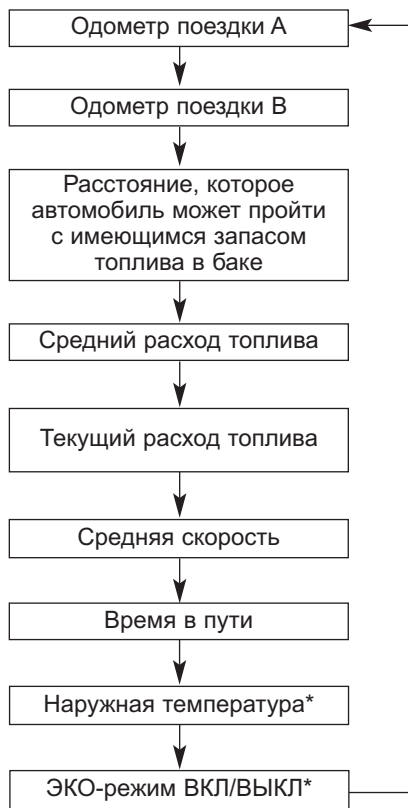 Одометр поездки A
Одометр поездки B
Расстояние, которое
автомобиль может пройти
с имеющимся запасом
топлива в баке
Средний расход топлива
Текущий расход топлива
Средняя скорость
Время в пути
Наружная температура*
ЭКО-режим ВКЛ/ВЫКЛ*